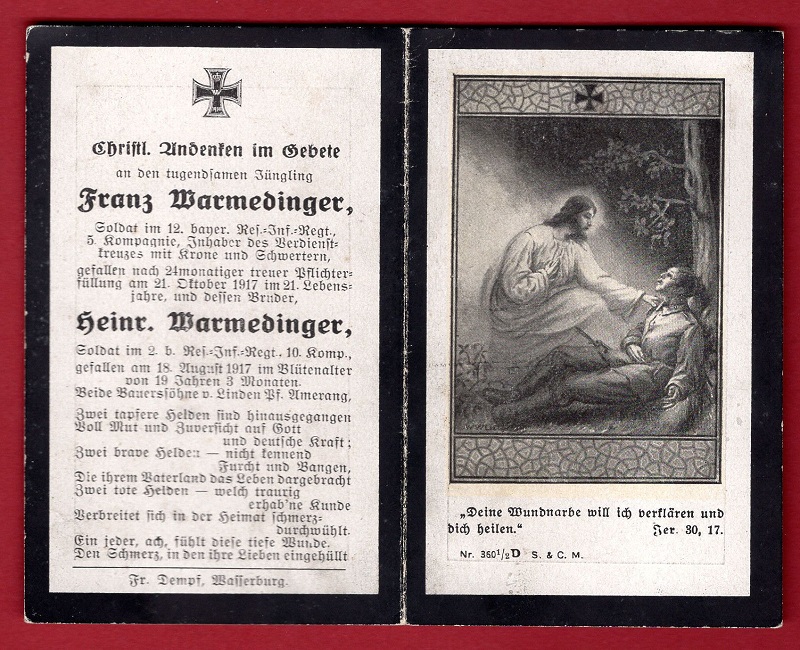 Christl. Andenken im Gebete
an den tugendsamen Jüngling
Franz Warmedinger,
Soldat im 12. bayer. Res.-Inf.-Regt.,
5. Kompagnie, Inhaber des Verdienst-
kreuzes mit Krone und Schwertern,
gefallen nach 24monatiger treuer Pflichter-
füllung am 21. Oktober 1917 im 21. Lebens-
jahre, und dessen Bruder,
Heinr. Warmedinger,
Soldat im 2. b. Res.-Inf.-Regt., 10. Komp.,
gefallen am 18. August 1917 im Blütenalter
von 19 Jahren 3 Monaten.
Beide Bauerssöhne v. Linden Pf. Amerang,
Zwei tapfere Helden sind hinausgegangen
Voll Mut und Zuversicht auf Gott
und deutsche Kraft;
Zwei brave Helden — nicht kennend
Furcht und Bangen,
Die ihrem Vaterland das Leben dargebracht
Zwei tote Helden — welch traurig
erhab'ne Kunde
Verbreitet sich in der Heimat schmerz-
durchwühlt.
Ein jeder, ach, fühlt diese tiefe Wunde.
Den Schmerz, in den ihre Lieben eingehüllt
Fr. Dempf, Wasserburg.
„Deine Wundnarbe will ich verklären und
dich heilen.“ Jer. 30, 17.
Nr. 360½D S. & C. M.